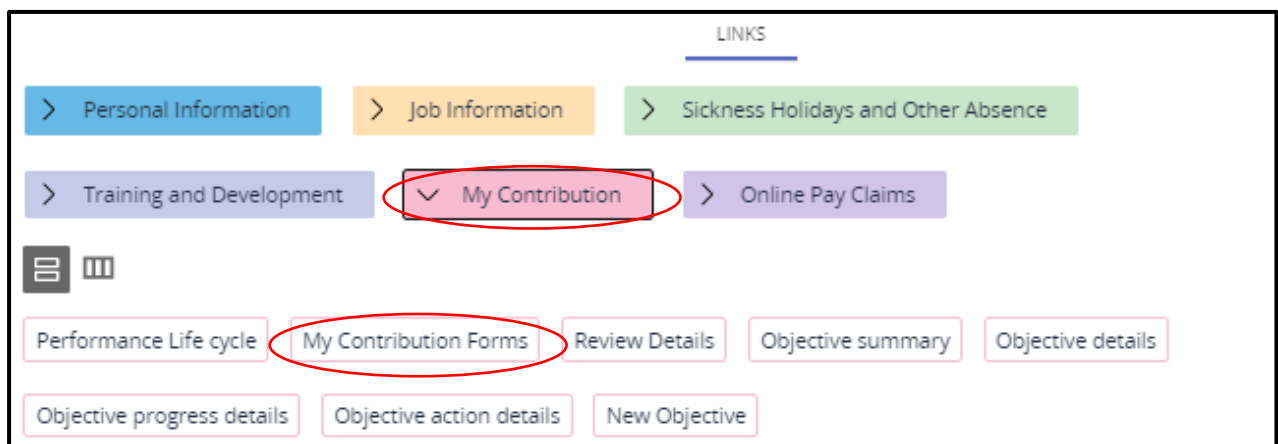 LINKS
Personal Information Job Information Sickness Holidays and Other Absence
Training and Development My Contribution Online Pay Claims
Performance Life cycle My Contribution Forms Review Details Objective summary Objective details
Objective progress details Objective action details New Objective